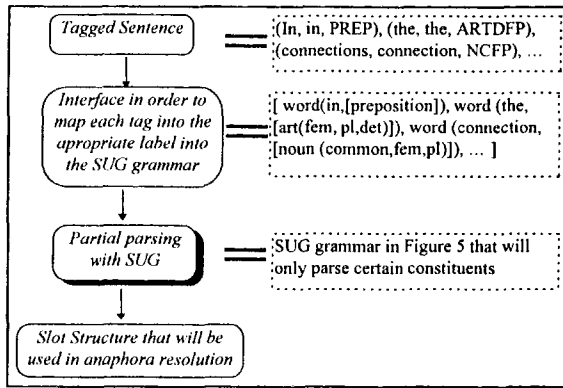 Tagged Sentence
(In, in, PREP), (the, the, ARTDFP),
(connections, connection, NCFP), ...
Interface in order to
map each tag into the
apropriate label into
the SUG grammar
[ word(in,[preposition]), word (the,
[art(fem, pl,det)]), word (connection,
[noun (common,fem,pl)]), ... ]
Partial parsing
with SUG
SUG grammar in Figure 5 that will
only parse certain constituents
Slot Structure that will be
used in anaphora resolution